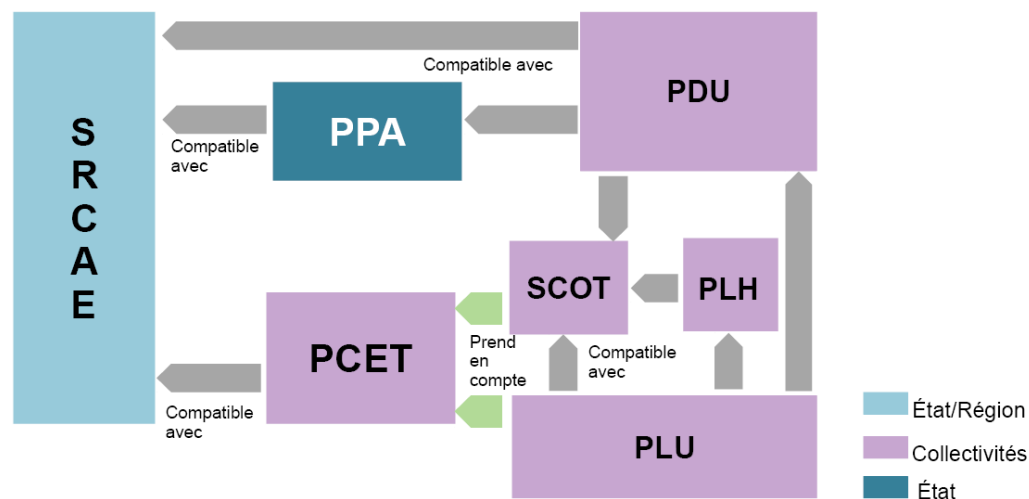 S
R
C
A
E
Compatible avec
PDU
PPA
Compatible
avec
SCOT
PLH
PCET
Prend
en
compte
Compatible
avec
Compatible
avec
PLU
État/Région
Collectivités
État